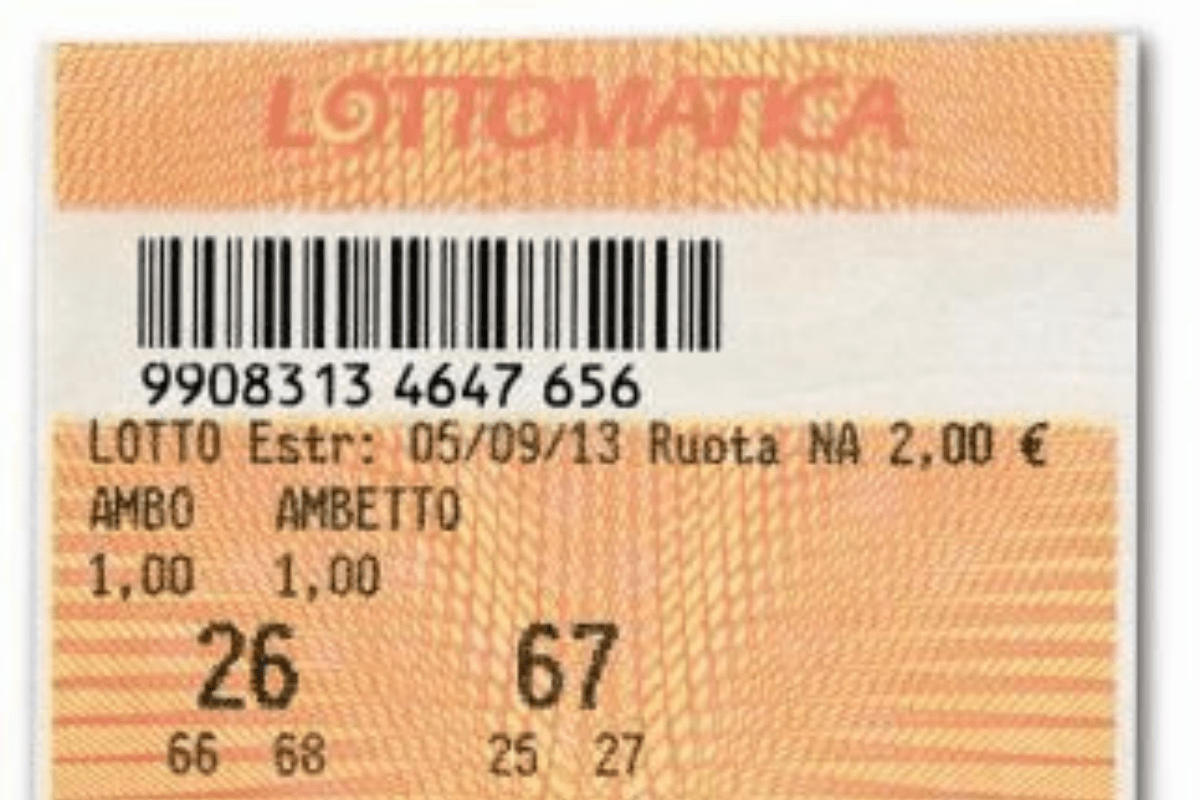 LOTTOMATICA
9908313 4647 656
LOTTO Estr: 05/09/13 Ruota NA 2,00 €
AMBO AMBETTO
1,00 1,00
26 67
66 68 25 27